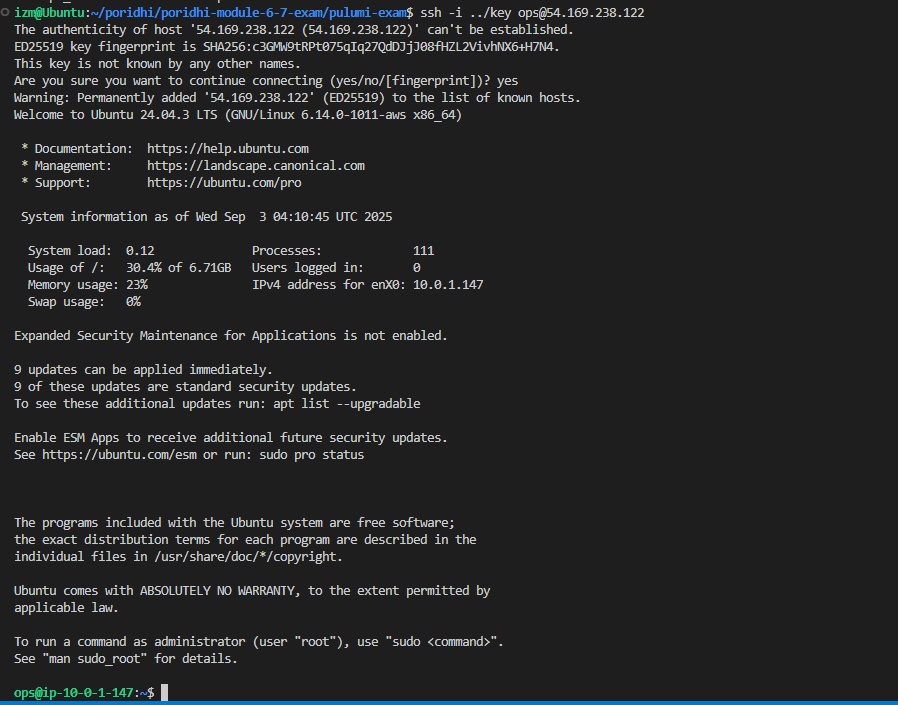 izm@Ubuntu:~/poridhi/poridhi-module-6-7-exam/pulumi-exam$ ssh -i ../key ops@54.169.238.122
The authenticity of host '54.169.238.122 (54.169.238.122)' can't be established.
ED25519 key fingerprint is SHA256:c3GMW9tRPt075qIq27QdDJjJ08fHZL2VivhNX6+H7N4.
This key is not known by any other names.
Are you sure you want to continue connecting (yes/no/[fingerprint])? yes
Warning: Permanently added '54.169.238.122' (ED25519) to the list of known hosts.
Welcome to Ubuntu 24.04.3 LTS (GNU/Linux 6.14.0-1011-aws x86_64)

 * Documentation:  https://help.ubuntu.com
 * Management:     https://landscape.canonical.com
 * Support:        https://ubuntu.com/pro

 System information as of Wed Sep  3 04:10:45 UTC 2025

  System load:  0.12              Processes:             111
  Usage of /:   30.4% of 6.71GB   Users logged in:       0
  Memory usage: 23%               IPv4 address for enX0: 10.0.1.147
  Swap usage:   0%

Expanded Security Maintenance for Applications is not enabled.

9 updates can be applied immediately.
9 of these updates are standard security updates.
To see these additional updates run: apt list --upgradable

Enable ESM Apps to receive additional future security updates.
See https://ubuntu.com/esm or run: sudo pro status

The programs included with the Ubuntu system are free software;
the exact distribution terms for each program are described in the
individual files in /usr/share/doc/*/copyright.

Ubuntu comes with ABSOLUTELY NO WARRANTY, to the extent permitted by
applicable law.

To run a command as administrator (user "root"), use "sudo <command>".
See "man sudo_root" for details.

ops@ip-10-0-1-147:~$